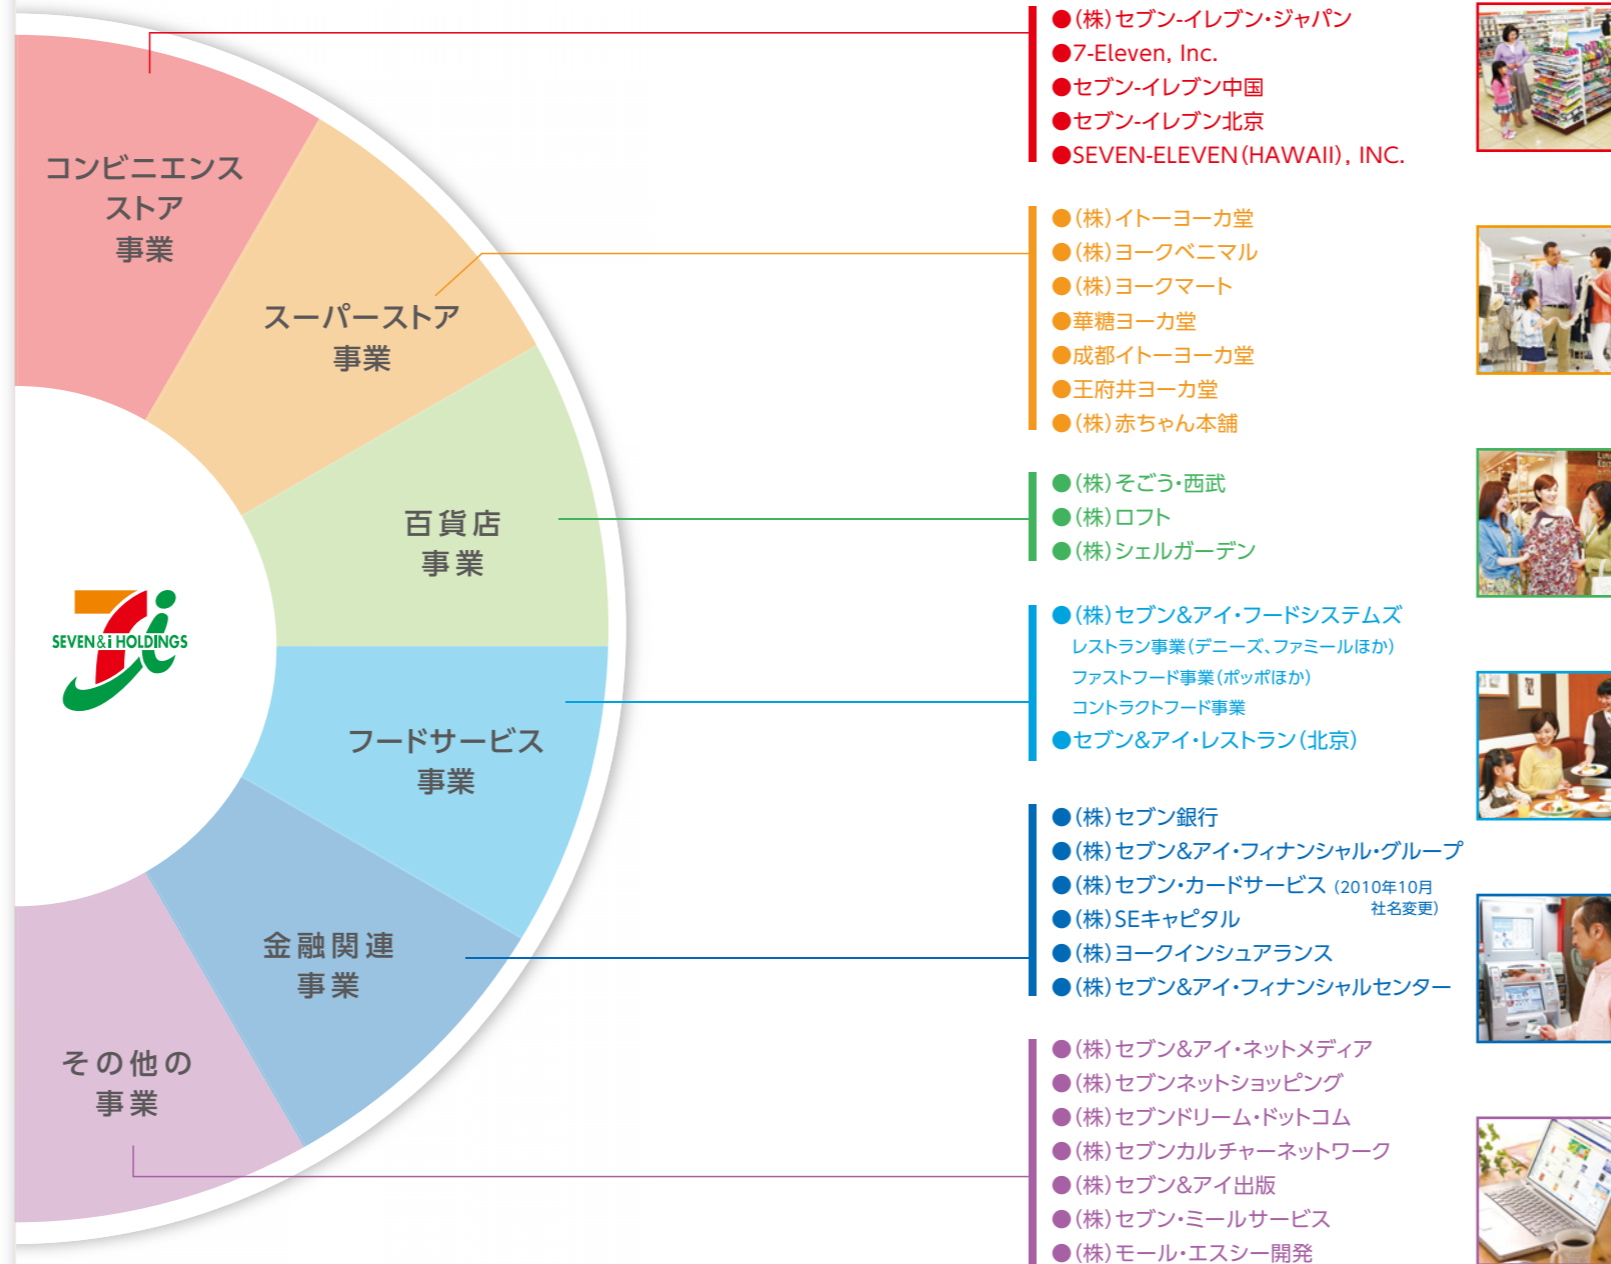 コンビニエンス
ストア
事業
スーパーストア
事業
百貨店
事業
フードサービス
事業
金融関連
事業
その他の
事業
SEVEN&i HOLDINGS
●(株)セブン-イレブン・ジャパン
●7-Eleven, Inc.
●セブン-イレブン中国
●セブン-イレブン北京
●SEVEN-ELEVEN(HAWAII), INC.
●(株)イトーヨーカ堂
●(株)ヨークベニマル
●(株)ヨークマート
●華糖ヨーカ堂
●成都イトーヨーカ堂
●王府井ヨーカ堂
●(株)赤ちゃん本舗
●(株)そごう・西武
●(株)ロフト
●(株)シェルガーデン
●(株)セブン&アイ・フードシステムズ
レストラン事業(デニーズ、ファミールほか)
ファストフード事業(ポッポほか)
コントラクトフード事業
●セブン&アイ・レストラン(北京)
●(株)セブン銀行
●(株)セブン&アイ・フィナンシャル・グループ
●(株)セブン・カードサービス (2010年10月
社名変更)
●(株)SEキャピタル
●(株)ヨークインシュアランス
●(株)セブン&アイ・フィナンシャルセンター
●(株)セブン&アイ・ネットメディア
●(株)セブンネットショッピング
●(株)セブンドリーム・ドットコム
●(株)セブンカルチャーネットワーク
●(株)セブン&アイ出版
●(株)セブン・ミールサービス
●(株)モール・エスシー開発